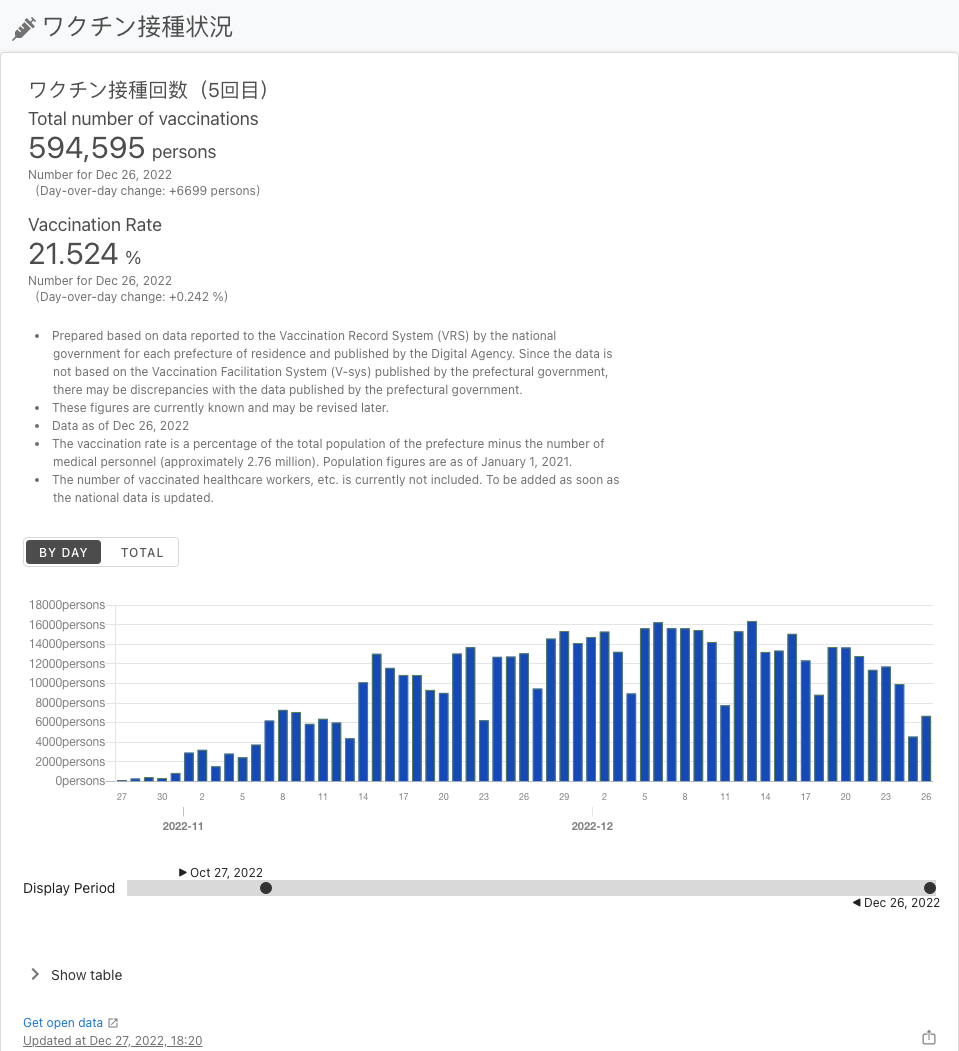 ワクチン接種状況
ワクチン接種回数（5回目）
Total number of vaccinations
594,595 persons
Number for Dec 26, 2022
(Day-over-day change: +6699 persons)
Vaccination Rate
21.524 %
Number for Dec 26, 2022
(Day-over-day change: +0.242 %)
• Prepared based on data reported to the Vaccination Record System (VRS) by the national
government for each prefecture of residence and published by the Digital Agency. Since the data is
not based on the Vaccination Facilitation System (V-sys) published by the prefectural government,
there may be discrepancies with the data published by the prefectural government.
• These figures are currently known and may be revised later.
• Data as of Dec 26, 2022
• The vaccination rate is a percentage of the total population of the prefecture minus the number of
medical personnel (approximately 2.76 million). Population figures are as of January 1, 2021.
• The number of vaccinated healthcare workers, etc. is currently not included. To be added as soon as
the national data is updated.
BY DAY TOTAL
18000persons
16000persons
14000persons
12000persons
10000persons
8000persons
6000persons
4000persons
2000persons
0persons
27 30 2 5 8 11 14 17 20 23 26 29 2 5 8 11 14 17 20 23 26
2022-11 2022-12
Oct 27, 2022
Display Period
Dec 26, 2022
Show table
Get open data
Updated at Dec 27, 2022, 18:20